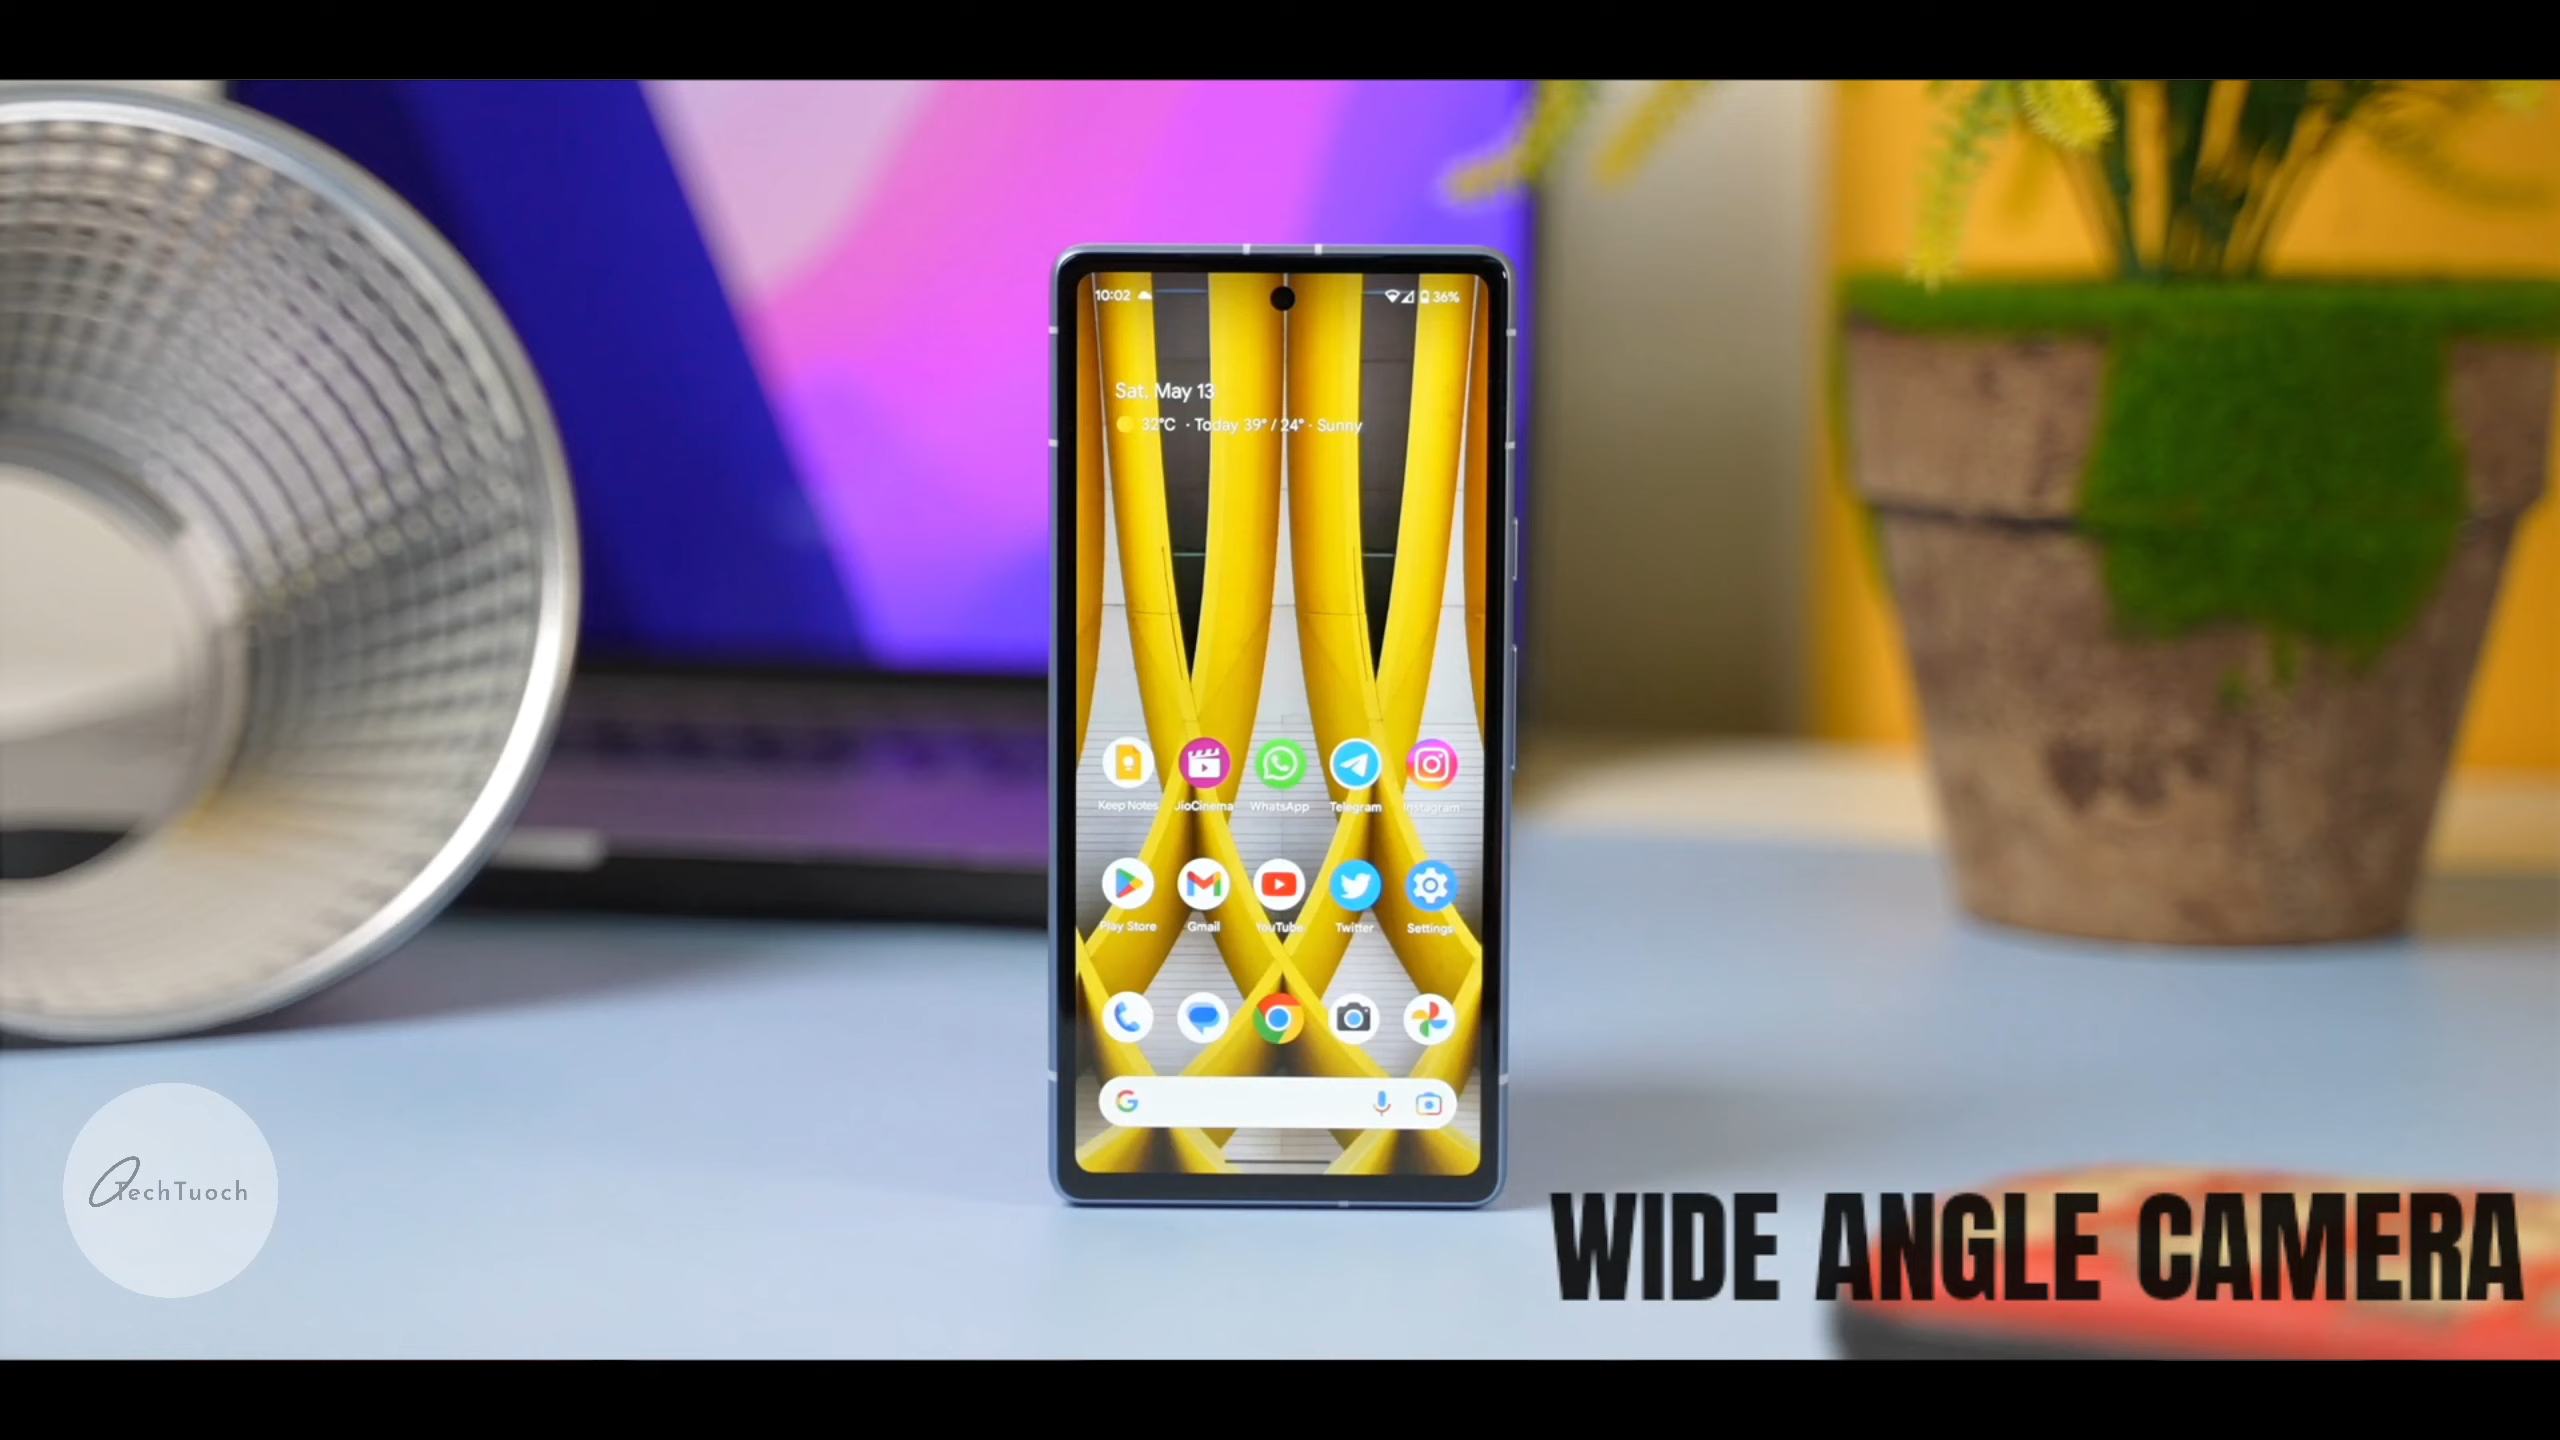 10:02
36%
Sat, May 13
32°C · Today 39° / 24° · Sunny
Keep Notes JioCinema WhatsApp Telegram Instagram
Play Store Gmail YouTube Twitter Settings
G
TechTuoch
WIDE ANGLE CAMERA